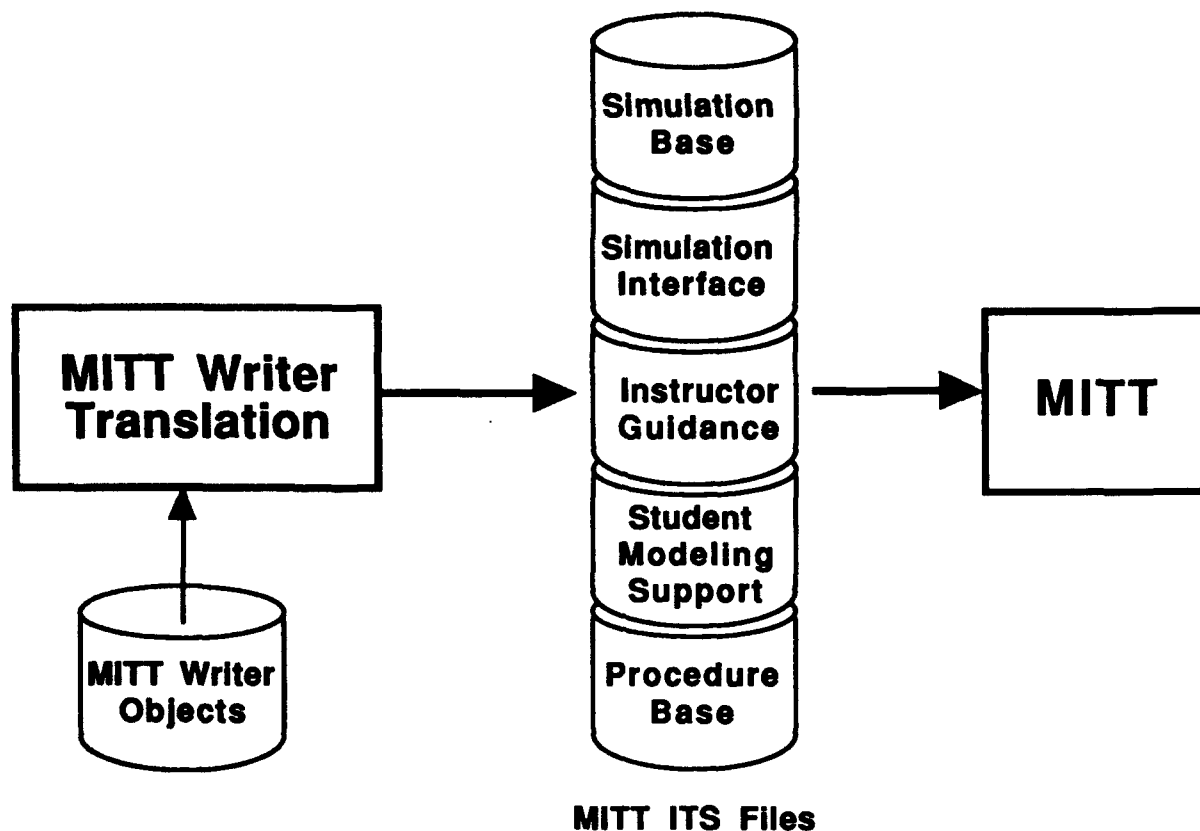 Simulation
Base
Simulation
Interface
MITT Writer
Translation
Instructor
Guidance
MITT
Student
Modeling
Support
MITT Writer
Objects
Procedure
Base
MITT ITS Files